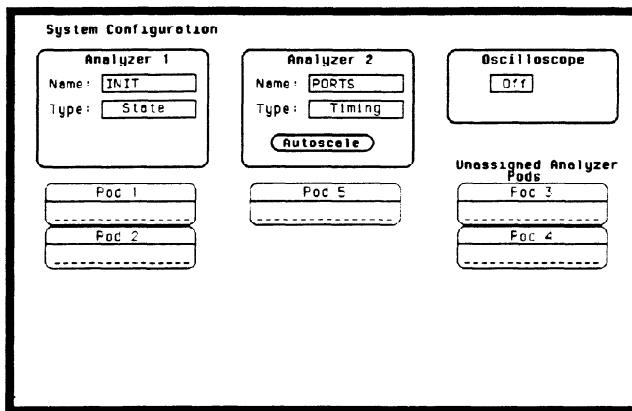 System Configuration
Analyzer 1
Name: INIT
Type: State
Analyzer 2
Name: PORTS
Type: Timing
Autoscale
Oscilloscope
Off
Unassigned Analyzer
Pods
Pod 1
Pod 2
Pod 5
Pod 3
Pod 4